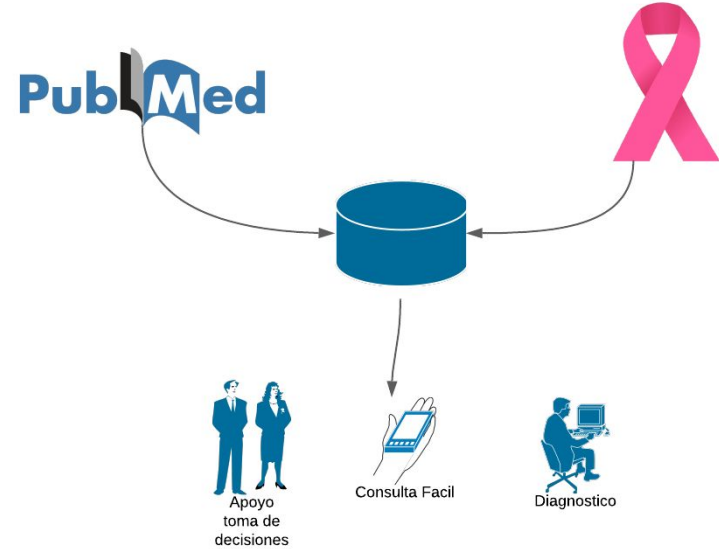 PubMed
Apoyo
toma de
decisiones
Consulta Facil
Diagnostico